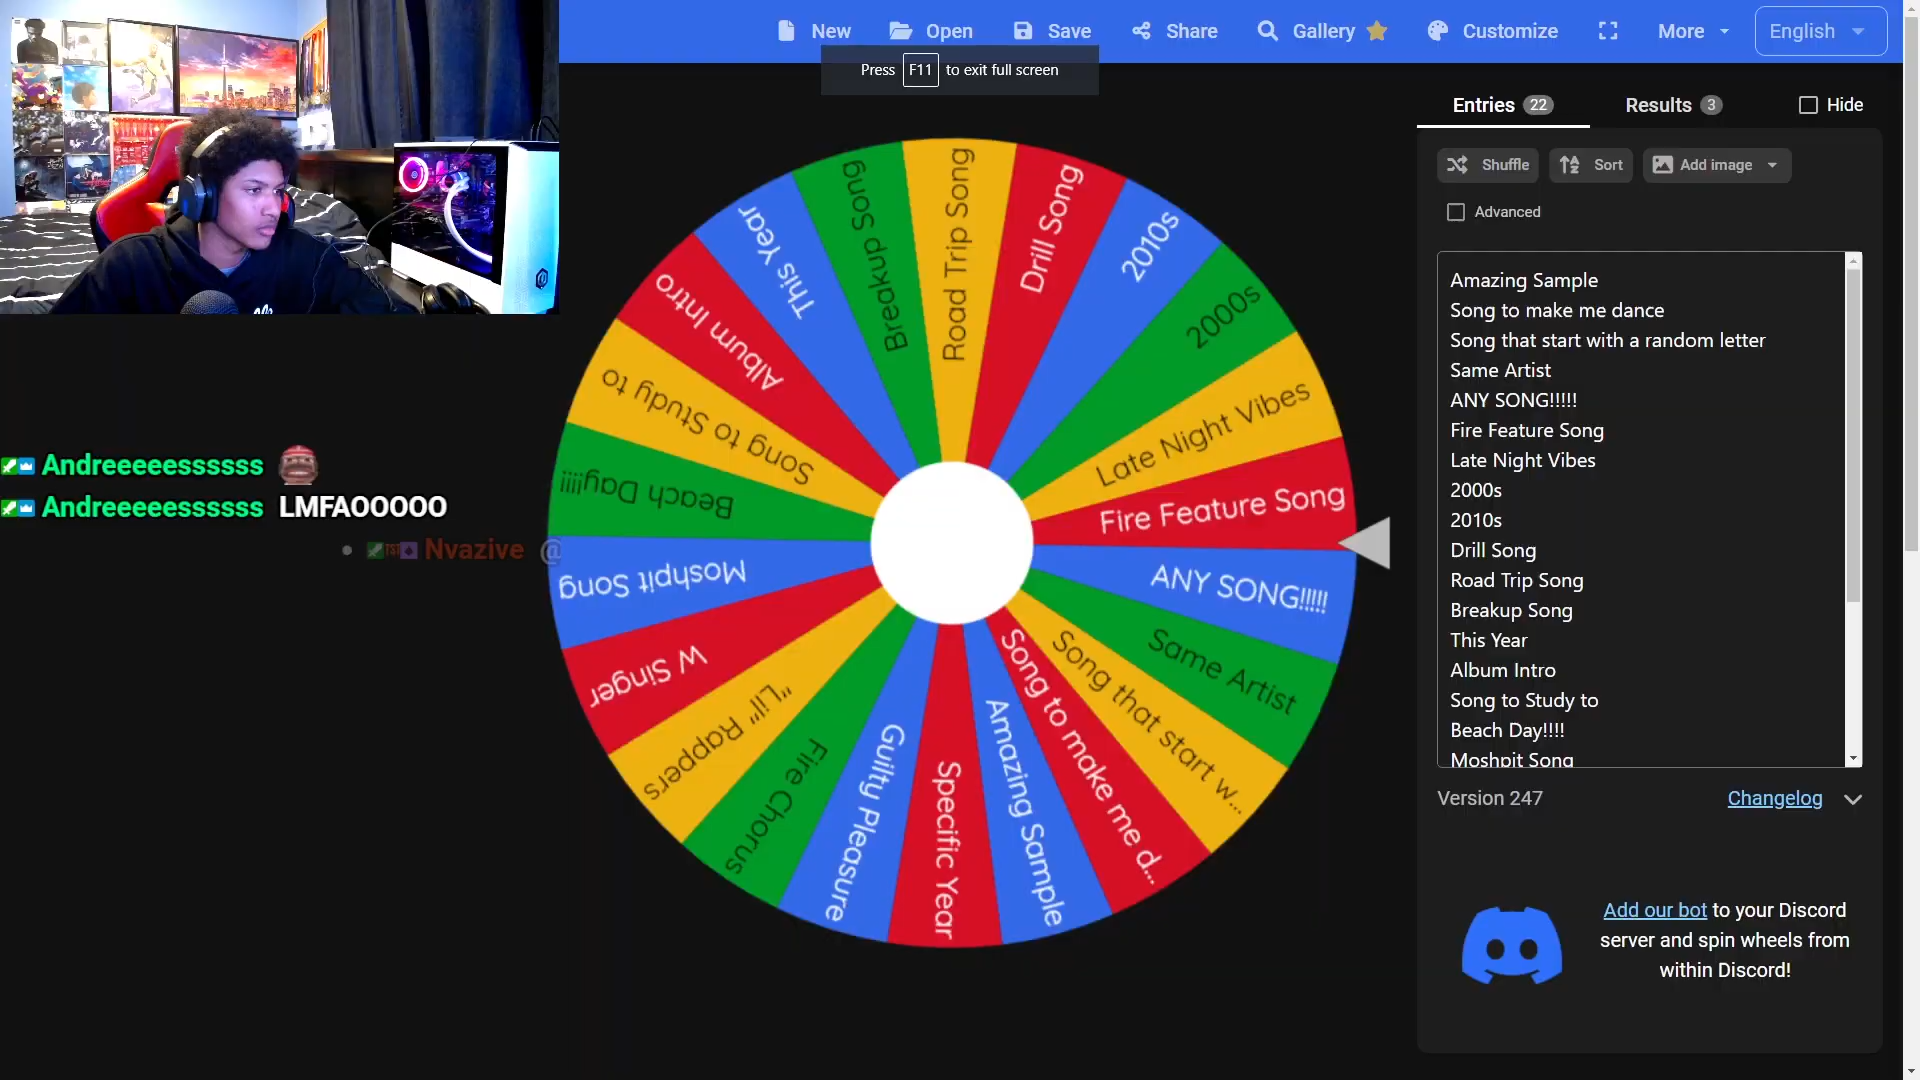 New
Open
Save
Share
Gallery
Customize
More
English
Press F11 to exit full screen
Entries 22
Results 3
Hide
Shuffle
Sort
Add image
Advanced
Amazing Sample
Song to make me dance
Song that start with a random letter
Same Artist
ANY SONG!!!!!
Fire Feature Song
Late Night Vibes
2000s
2010s
Drill Song
Road Trip Song
Breakup Song
This Year
Album Intro
Song to Study to
Beach Day!!!!
Moshpit Song
Version 247
Changelog
Add our bot to your Discord
server and spin wheels from
within Discord!
Andreeeeessssss
Andreeeeessssss LMFAOOOOO
Nvazive @
Road Trip Song
Drill Song
2010s
2000s
Late Night Vibes
Fire Feature Song
ANY SONG!!!!!
Same Artist
Song that start w...
Song to make me d...
Amazing Sample
Specific Year
Guilty Pleasure
Fire Chorus
"Lil" Rappers
W Singer
Moshpit Song
Beach Day!!!!
Song to Study to
Album Intro
This Year
Breakup Song